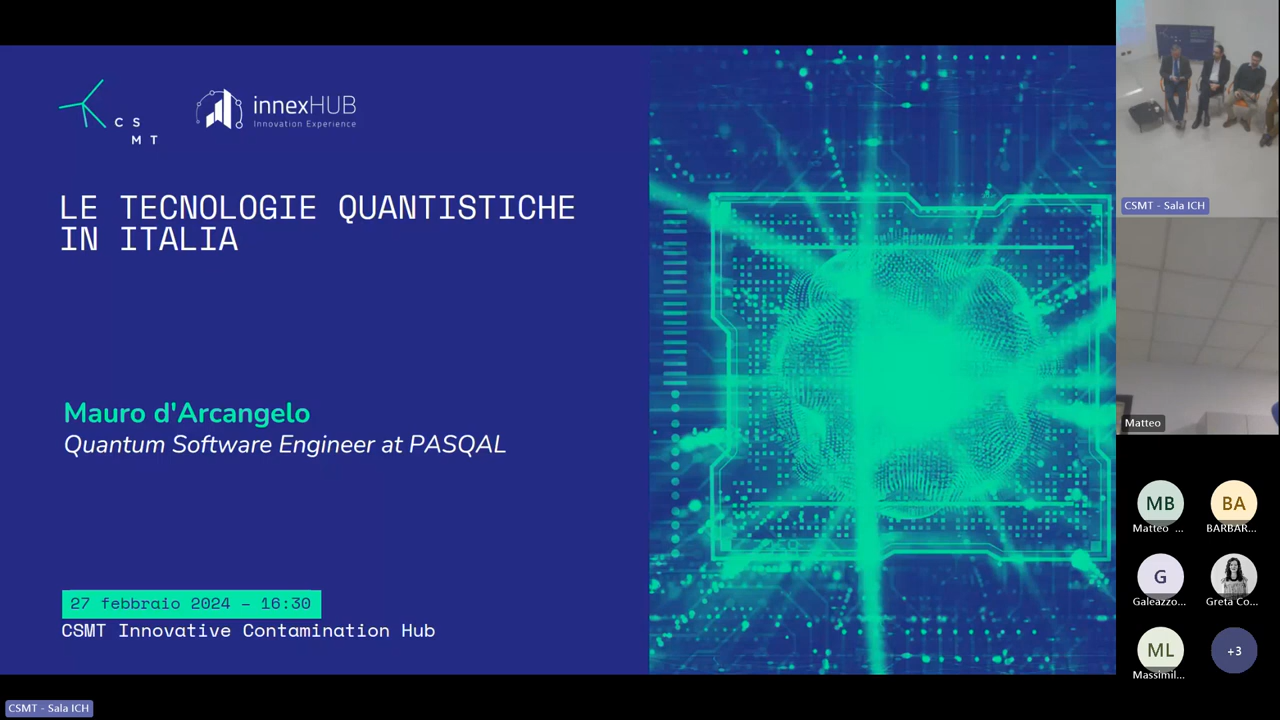 CS
MT
innexHUB
Innovation Experience
LE TECNOLOGIE QUANTISTICHE
IN ITALIA
Mauro d'Arcangelo
Quantum Software Engineer at PASQAL
27 febbraio 2024 – 16:30
CSMT Innovative Contamination Hub
CSMT - Sala ICH
CSMT - Sala ICH
Matteo
MB
BA
Matteo ...
BARBAR...
G
Galeazzo...
Greta Co...
ML
+3
Massimil...